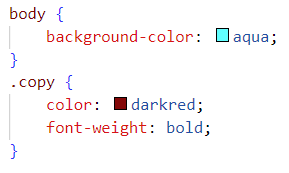 body {
    background-color: aqua;
}
.copy {
    color: darkred;
    font-weight: bold;
}